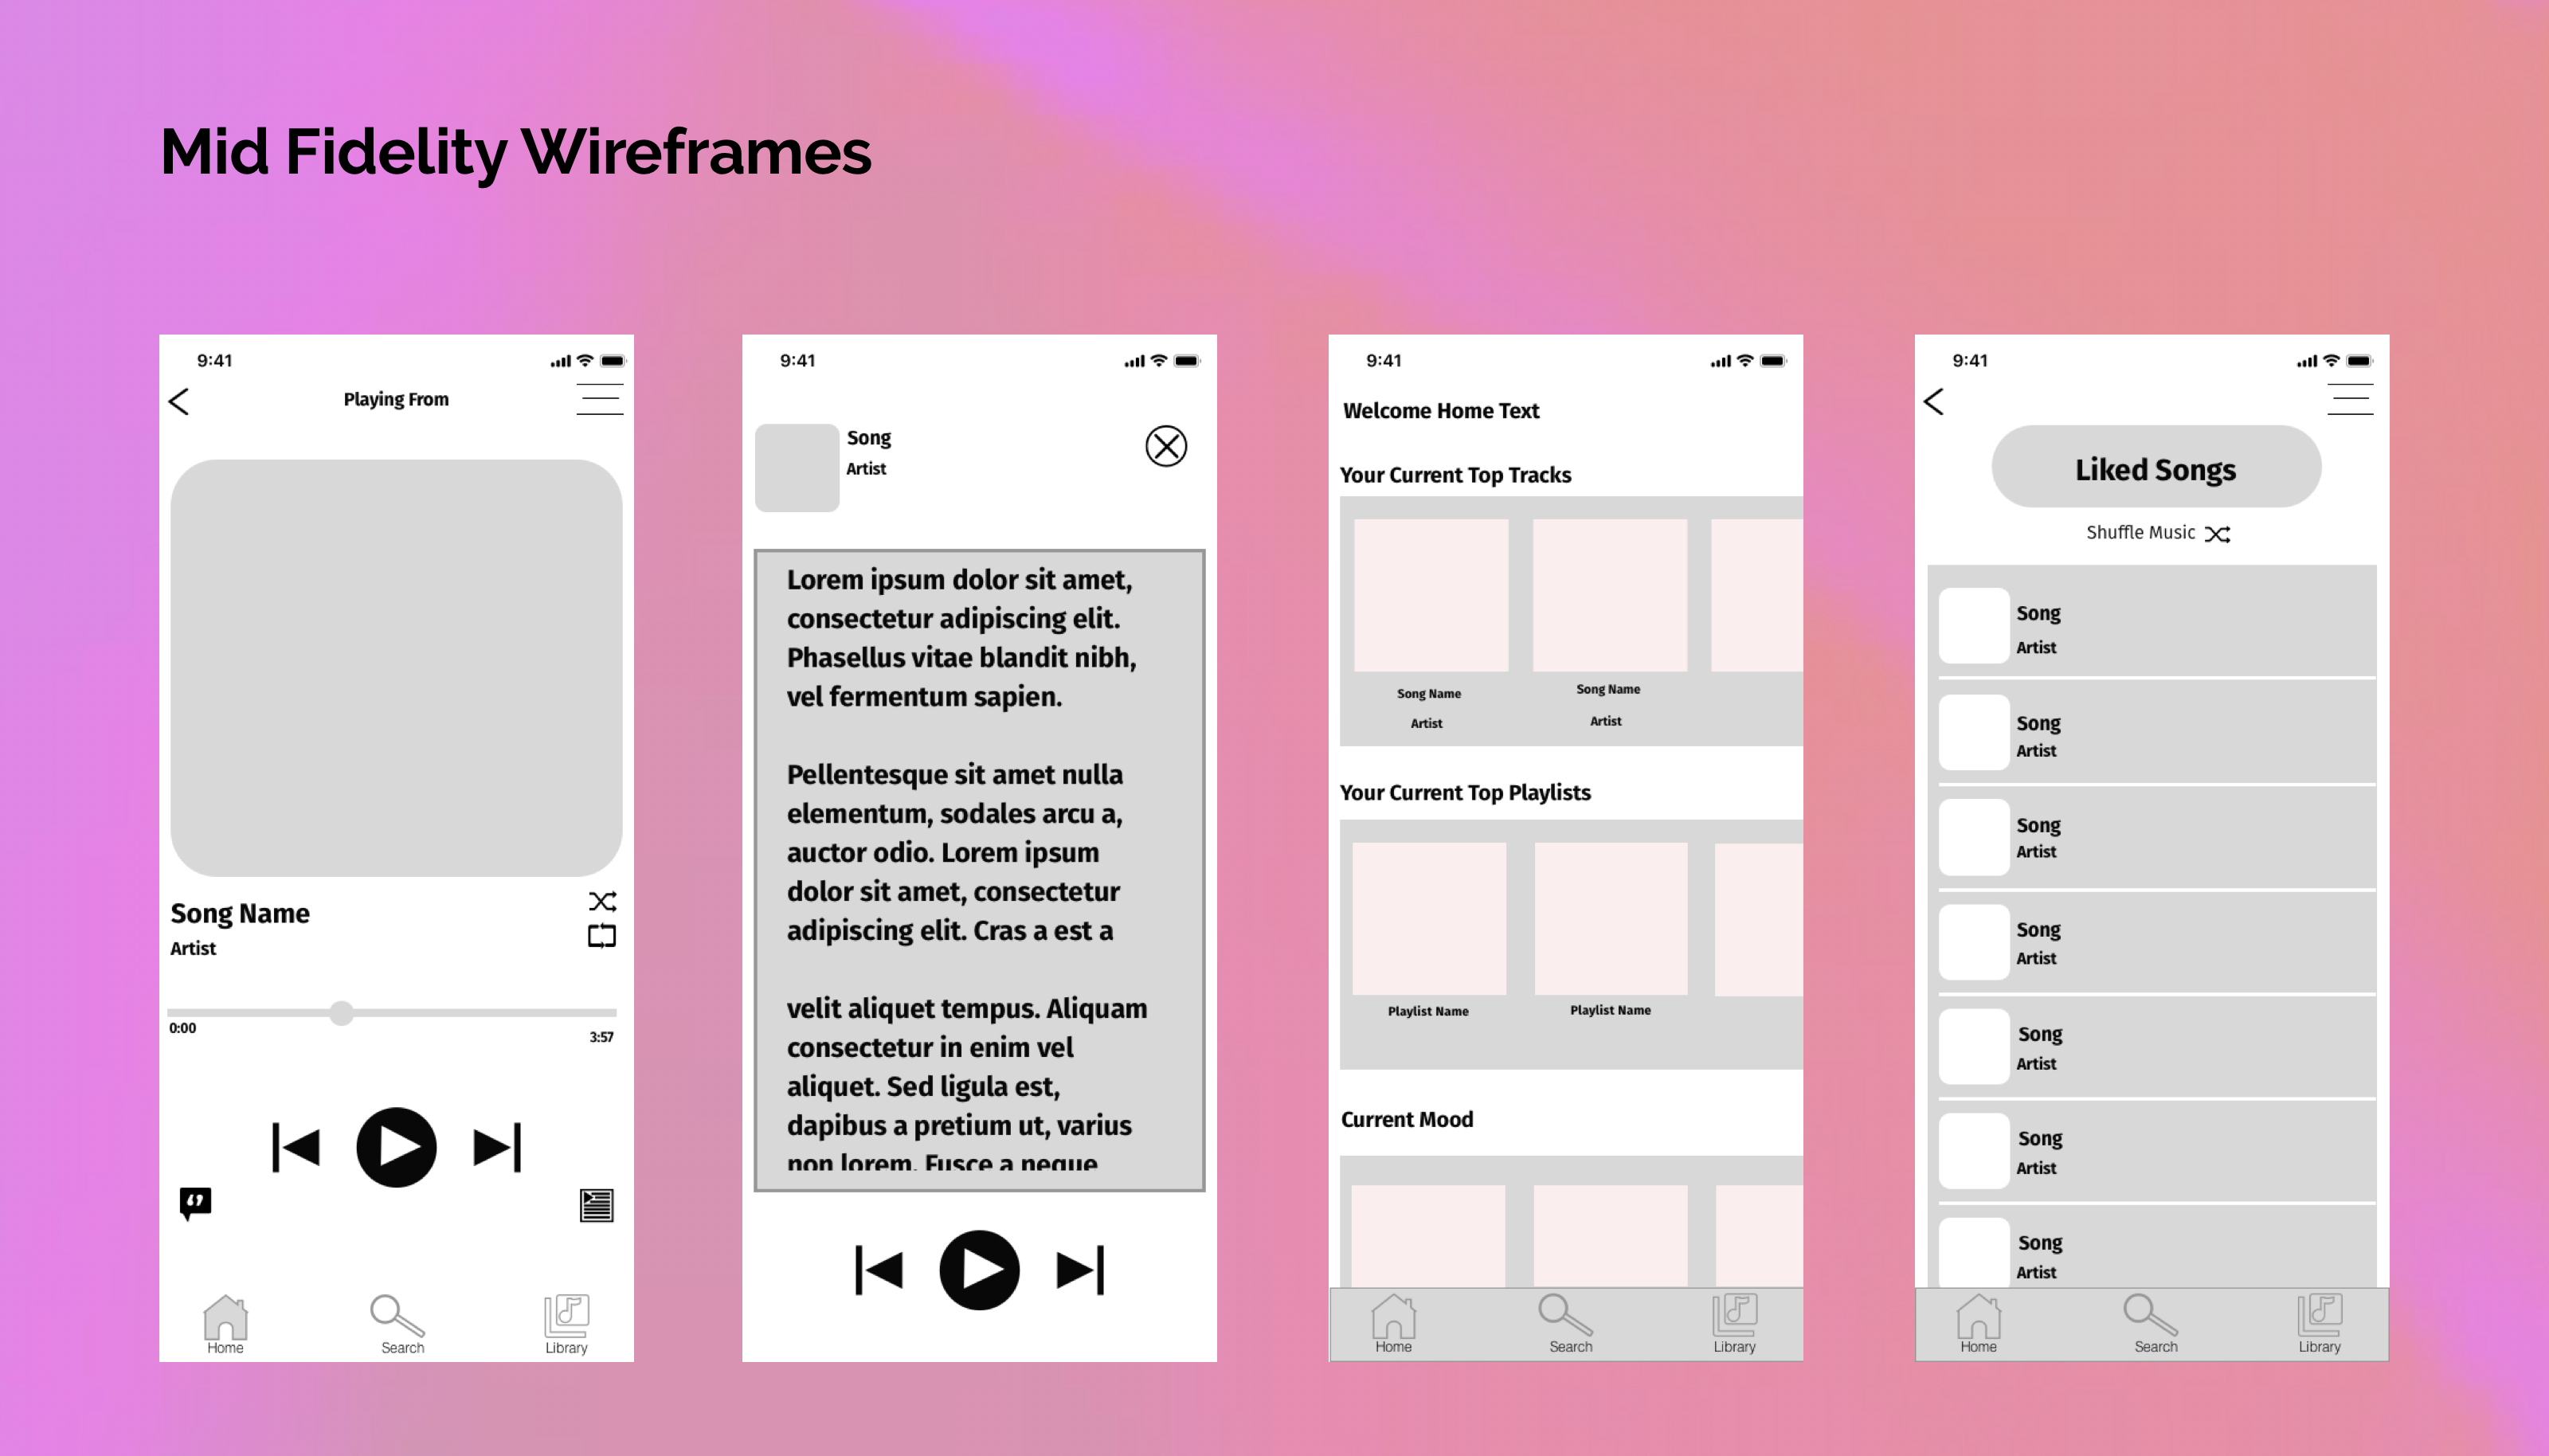 Mid Fidelity Wireframes
9:41
Playing From
Song Name
Artist
0:00
3:57
Home
Search
Library
9:41
Song
Artist
Lorem ipsum dolor sit amet,
consectetur adipiscing elit.
Phasellus vitae blandit nibh,
vel fermentum sapien.
Pellentesque sit amet nulla
elementum, sodales arcu a,
auctor odio. Lorem ipsum
dolor sit amet, consectetur
adipiscing elit. Cras a est a
velit aliquet tempus. Aliquam
consectetur in enim vel
aliquet. Sed ligula est,
dapibus a pretium ut, varius
non lorem. Fusce a neque
9:41
Welcome Home Text
Your Current Top Tracks
Song Name
Artist
Song Name
Artist
Your Current Top Playlists
Playlist Name
Playlist Name
Current Mood
Home
Search
Library
9:41
Liked Songs
Shuffle Music
Song
Artist
Song
Artist
Song
Artist
Song
Artist
Song
Artist
Song
Artist
Song
Artist
Home
Search
Library